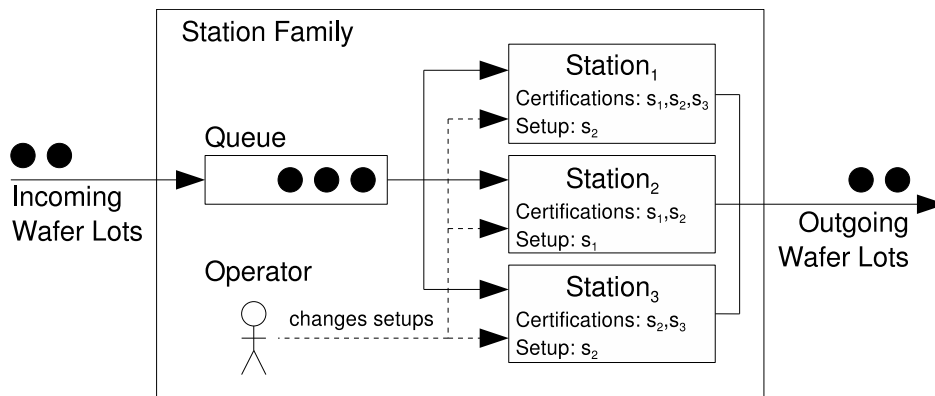 Station Family
Station₁
Certifications: s₁,s₂,s₃
Setup: s₂
Queue
Station₂
Certifications: s₁,s₂
Setup: s₁
Incoming
Wafer Lots
Outgoing
Wafer Lots
Operator
changes setups
Station₃
Certifications: s₂,s₃
Setup: s₂